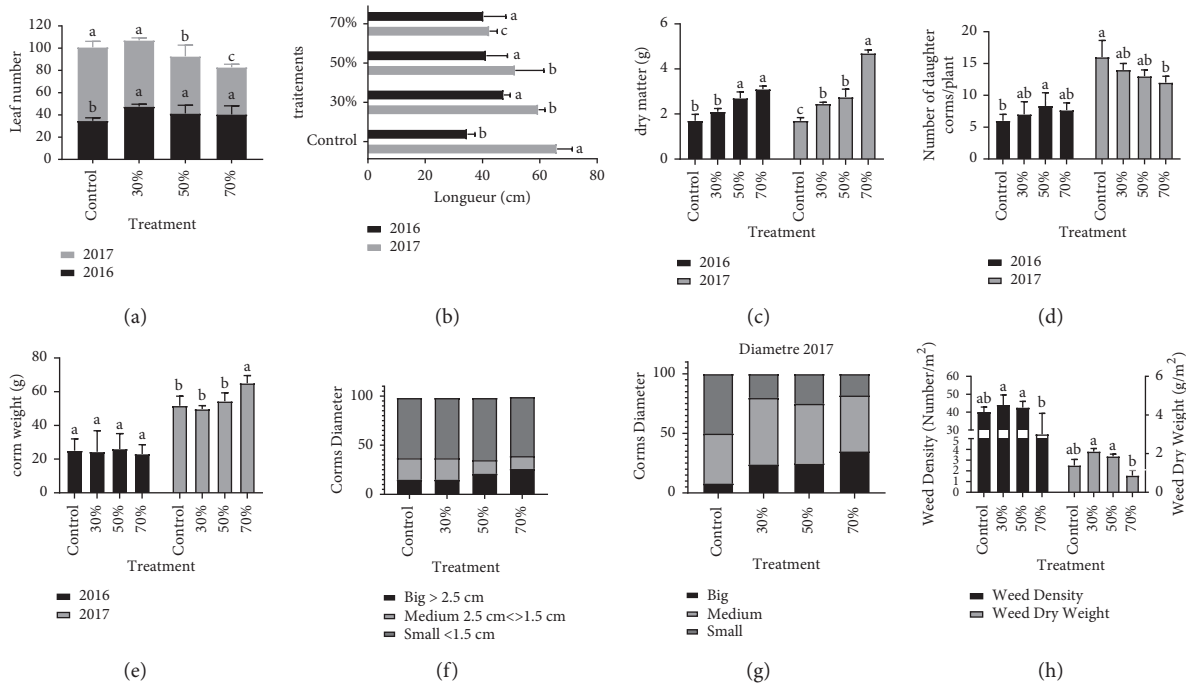 120
100
80
60
40
20
0
Leaf number
a
a
b
c
b
a
a
a
Control
30%
50%
70%
Treatment
2017
2016
(a)
traitements
70%
50%
30%
Control
a
c
a
b
a
b
b
a
0 20 40 60 80
Longueur (cm)
2016
2017
(b)
6
4
2
0
dry matter (g)
b b a a c b b a
Control 30% 50% 70% Control 30% 50% 70%
Treatment
2016
2017
(c)
20
15
10
5
0
Number of daughter
corms/plant
b ab a ab a ab ab b
Control 30% 50% 70% Control 30% 50% 70%
Treatment
2016
2017
(d)
80
60
40
20
0
corm weight (g)
a a a a b b b a
Control 30% 50% 70% Control 30% 50% 70%
Treatment
2016
2017
(e)
100
50
0
Corms Diameter
Control 30% 50% 70%
Treatment
Big > 2.5 cm
Medium 2.5 cm<>1.5 cm
Small <1.5 cm
(f)
Diametre 2017
100
50
0
Corms Diameter
Control 30% 50% 70%
Treatment
Big
Medium
Small
(g)
Weed Density (Number/m²)
60
50
40
30
5
4
3
2
1
0
ab a a b ab a a b
6
4
2
0
Weed Dry Weight (g/m²)
Control 30% 50% 70% Control 30% 50% 70%
Treatment
Weed Density
Weed Dry Weight
(h)